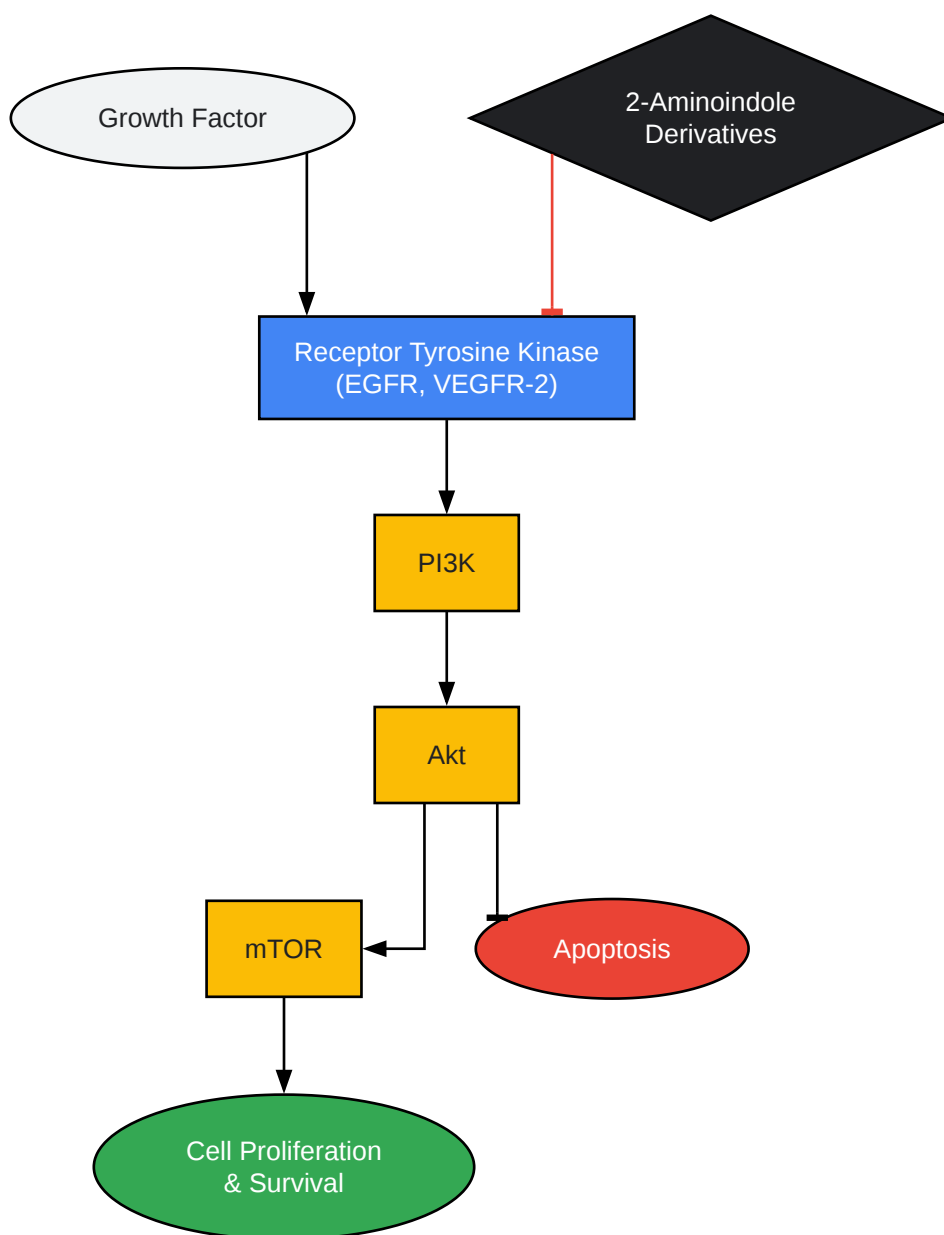 Growth Factor
2-Aminoindole
Derivatives
Receptor Tyrosine Kinase
(EGFR, VEGFR-2)
PI3K
Akt
mTOR
Apoptosis
Cell Proliferation
& Survival